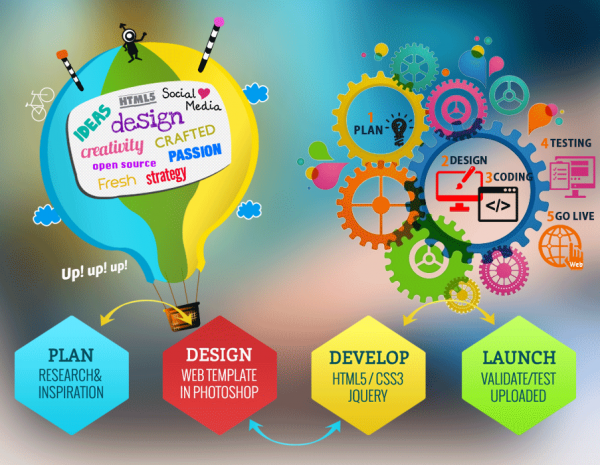 HTML5
Social
Media
IDEAS
design
creativity
CRAFTED
open source
PASSION
Fresh
strategy
Up! up! up!
1
PLAN
2
DESIGN
3
CODING
</>
4
TESTING
5
GO LIVE
Web
PLAN
RESEARCH&
INSPIRATION
DESIGN
WEB TEMPLATE
IN PHOTOSHOP
DEVELOP
HTML5 / CSS3
JQUERY
LAUNCH
VALIDATE/TEST
UPLOADED